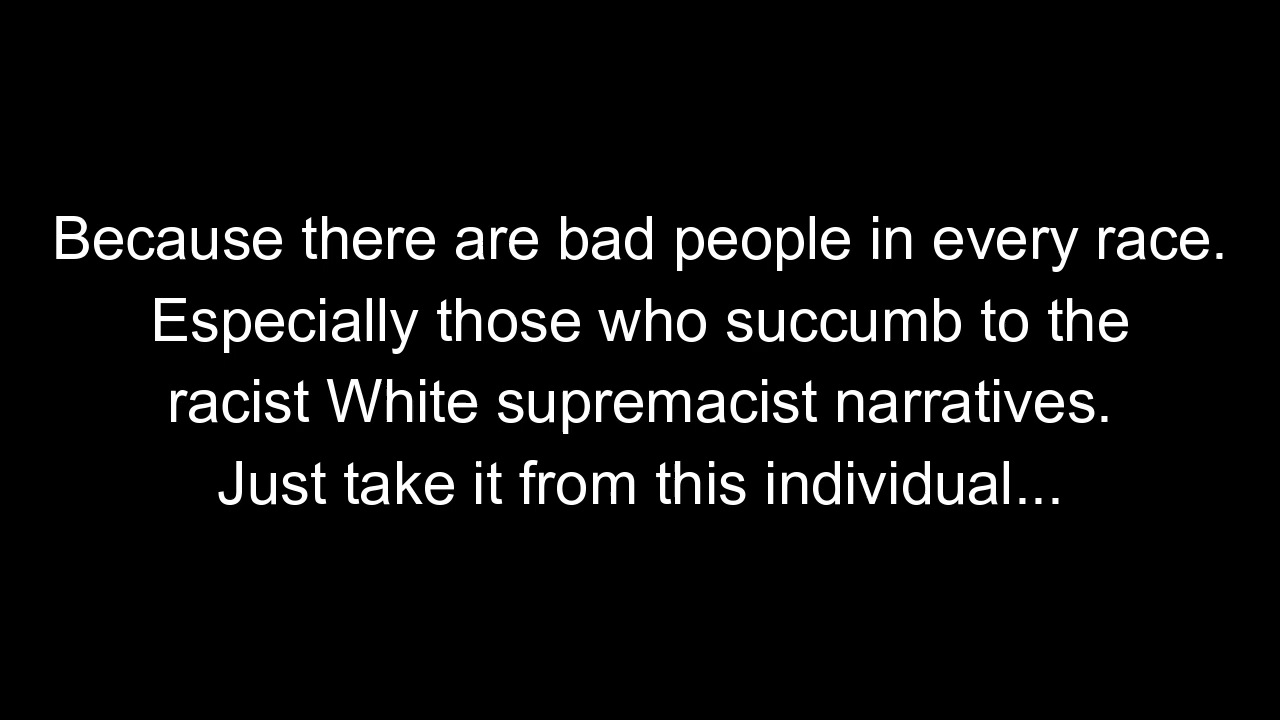 Because there are bad people in every race.
Especially those who succumb to the
racist White supremacist narratives.
Just take it from this individual...